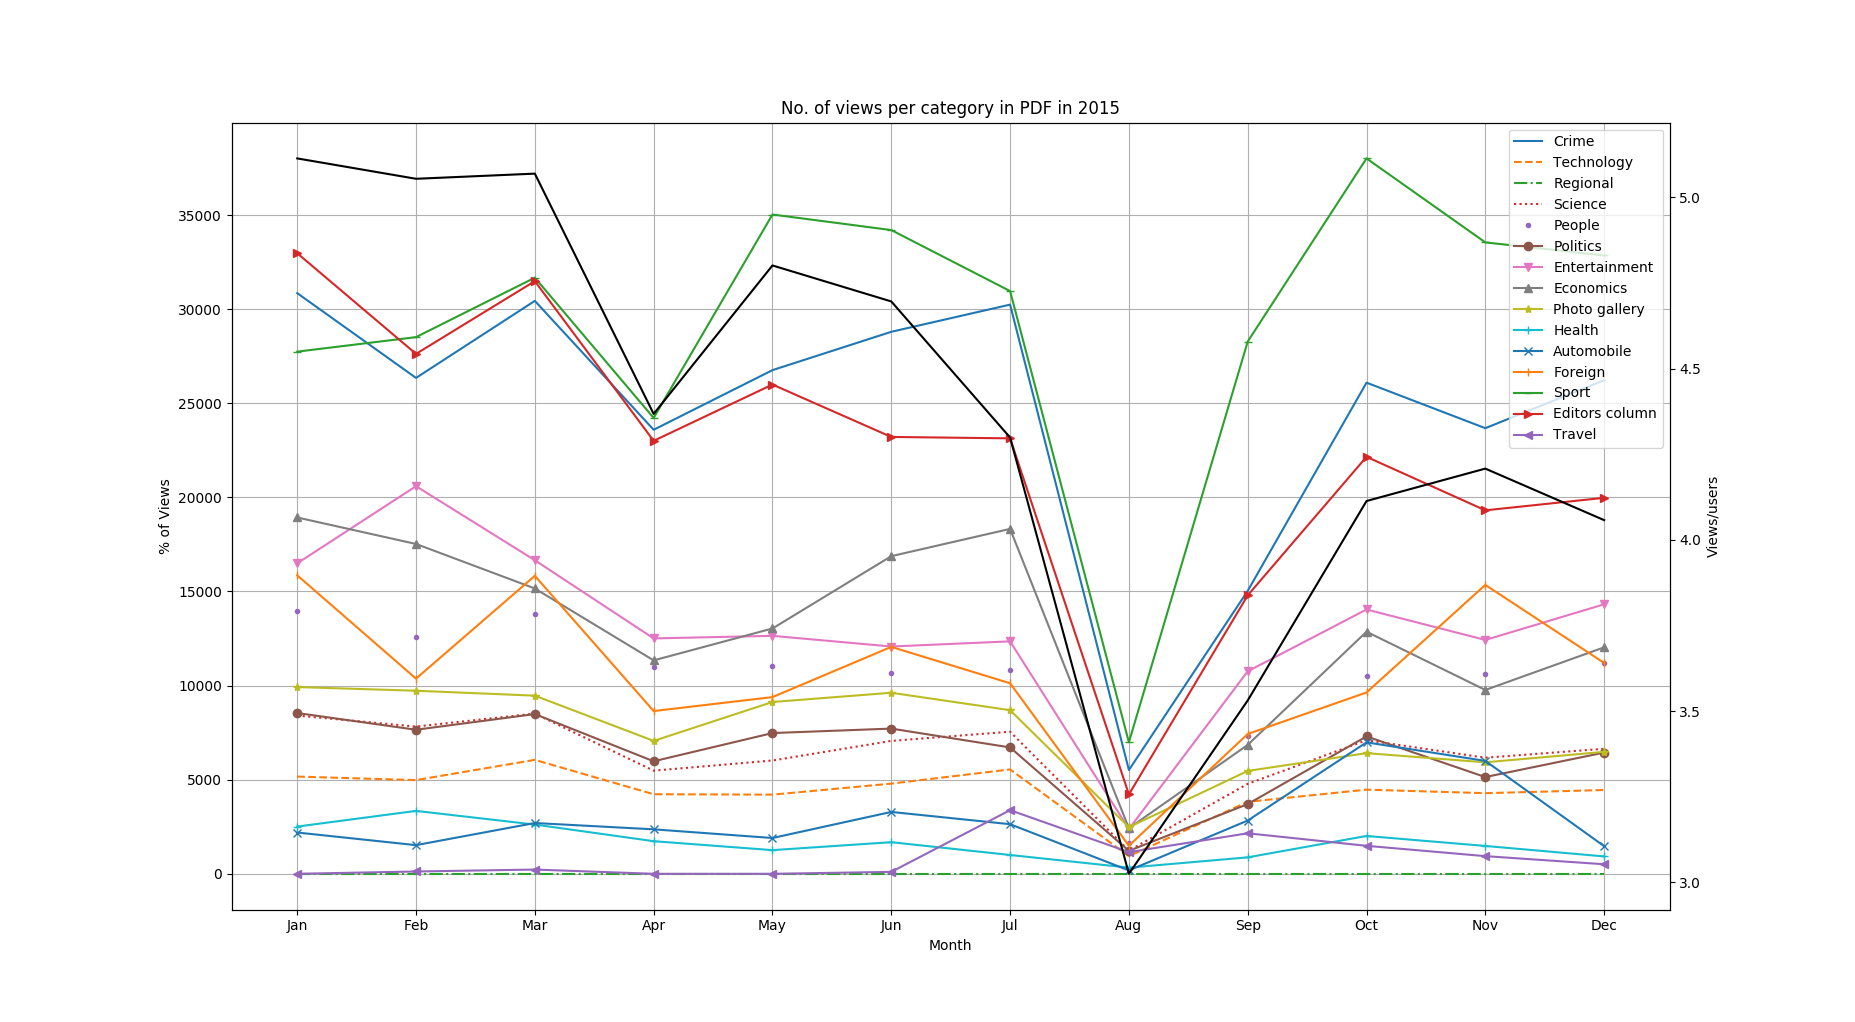 No. of views per category in PDF in 2015
% of Views
35000
30000
25000
20000
15000
10000
5000
0
Crime
Technology
Regional
Science
People
Politics
Entertainment
Economics
Photo gallery
Health
Automobile
Foreign
Sport
Editors column
Travel
5.0
4.5
4.0
3.5
3.0
Views/users
Jan Feb Mar Apr May Jun Jul Aug Sep Oct Nov Dec
Month